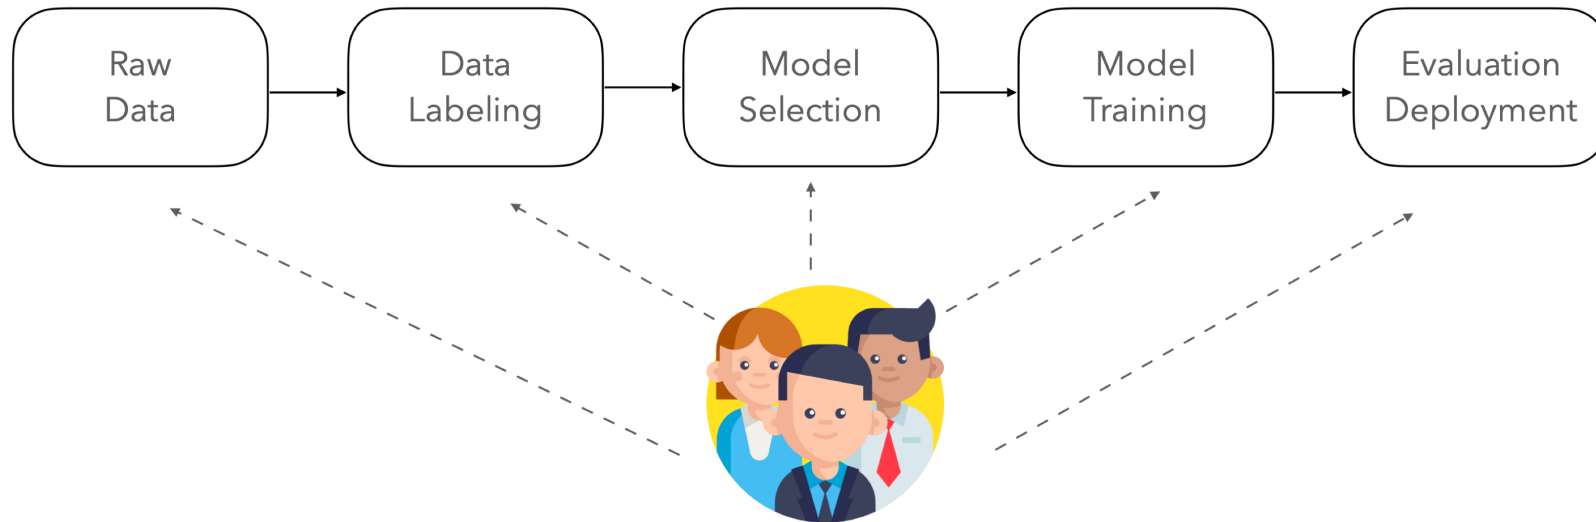 Raw
Data
Data
Labeling
Model
Selection
Model
Training
Evaluation
Deployment